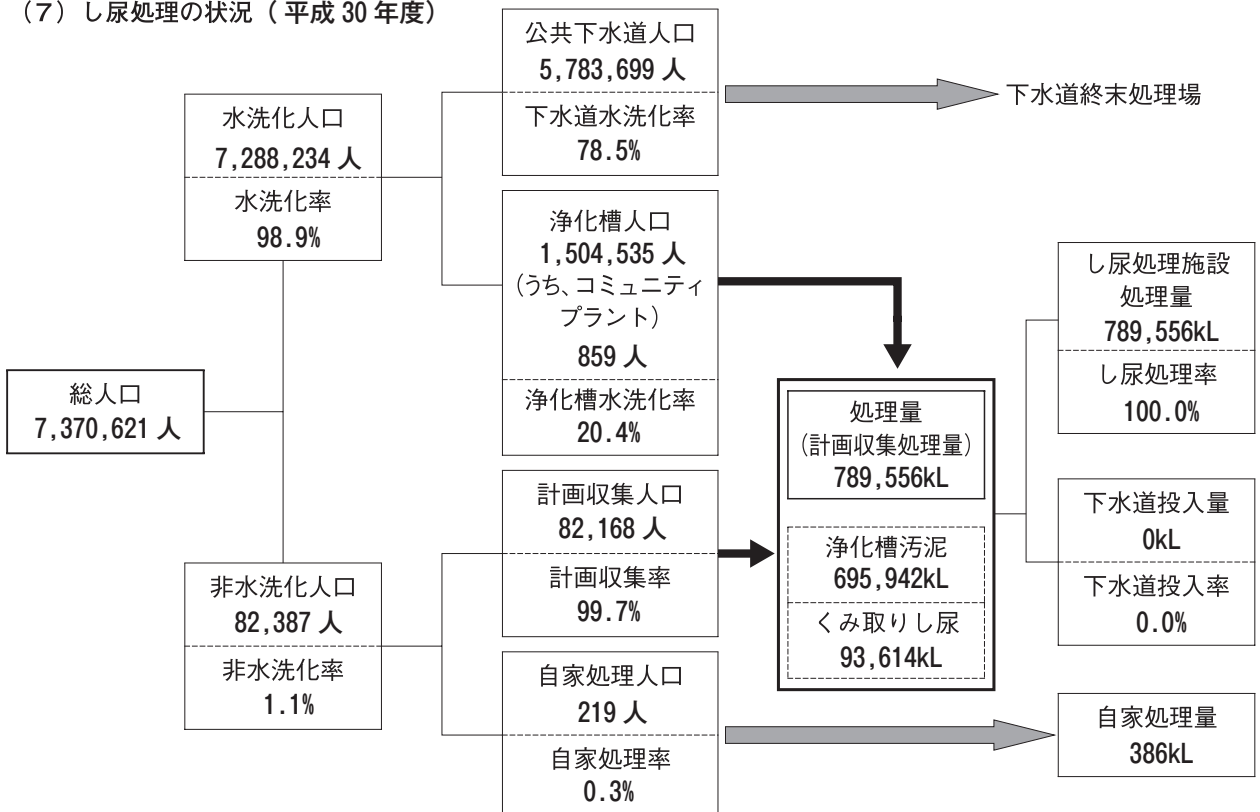 （７）し尿処理の状況（平成 30 年度）
総人口
7,370,621 人
水洗化人口
7,288,234 人
水洗化率
98.9%
非水洗化人口
82,387 人
非水洗化率
1.1%
公共下水道人口
5,783,699 人
下水道水洗化率
78.5%
下水道終末処理場
浄化槽人口
1,504,535 人
（うち、コミュニティ
プラント）
859 人
浄化槽水洗化率
20.4%
計画収集人口
82,168 人
計画収集率
99.7%
自家処理人口
219 人
自家処理率
0.3%
処理量
（計画収集処理量）
789,556kL
浄化槽汚泥
695,942kL
くみ取りし尿
93,614kL
し尿処理施設
処理量
789,556kL
し尿処理率
100.0%
下水道投入量
0kL
下水道投入率
0.0%
自家処理量
386kL